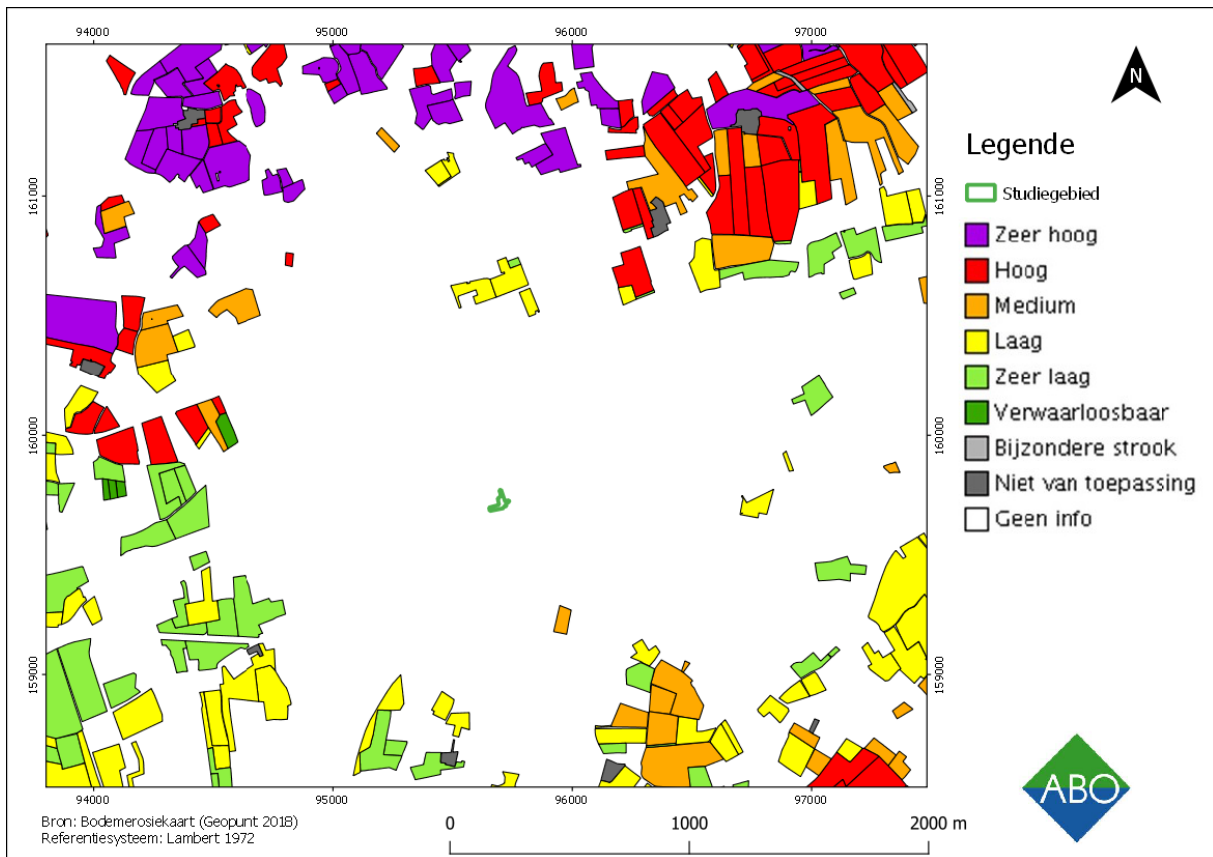 94000 95000 96000 97000
161000 161000
160000 160000
159000 159000
94000 95000 96000 97000
N
Legende
Studiegebied
Zeer hoog
Hoog
Medium
Laag
Zeer laag
Verwaarloosbaar
Bijzondere strook
Niet van toepassing
Geen info
ABO
Bron: Bodemerosiekaart (Geopunt 2018)
Referentiesysteem: Lambert 1972
0 1000 2000 m